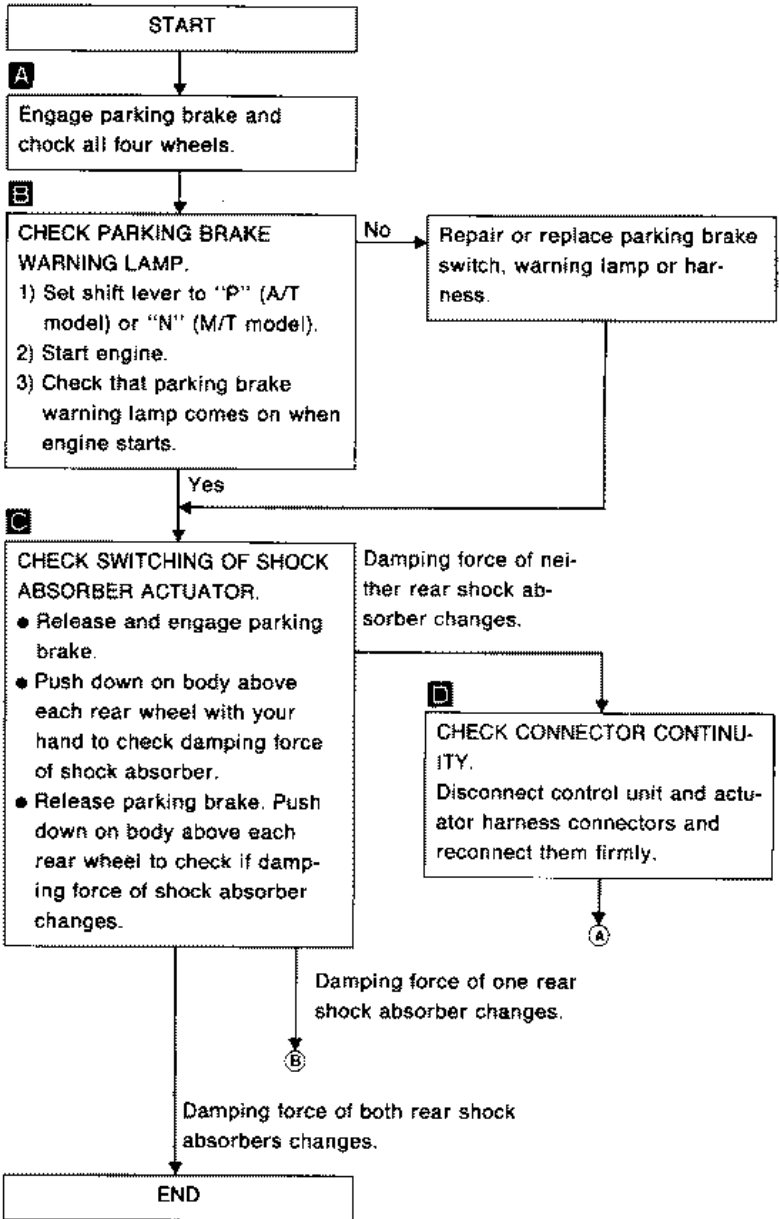 START
A
Engage parking brake and
chock all four wheels.
B
CHECK PARKING BRAKE
WARNING LAMP.
1) Set shift lever to "P" (A/T
model) or "N" (M/T model).
2) Start engine.
3) Check that parking brake
warning lamp comes on when
engine starts.
No
Repair or replace parking brake
switch, warning lamp or har-
ness.
Yes
C
CHECK SWITCHING OF SHOCK
ABSORBER ACTUATOR.
● Release and engage parking
brake.
● Push down on body above
each rear wheel with your
hand to check damping force
of shock absorber.
● Release parking brake. Push
down on body above each
rear wheel to check if damp-
ing force of shock absorber
changes.
Damping force of nei-
ther rear shock ab-
sorber changes.
D
CHECK CONNECTOR CONTINU-
ITY.
Disconnect control unit and actu-
ator harness connectors and
reconnect them firmly.
A
Damping force of one rear
shock absorber changes.
B
Damping force of both rear shock
absorbers changes.
END